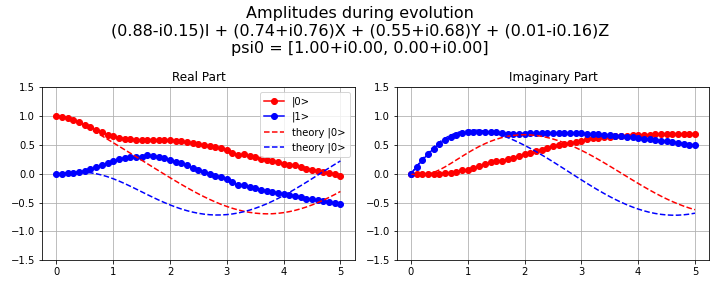 Amplitudes during evolution
(0.88-i0.15)I + (0.74+i0.76)X + (0.55+i0.68)Y + (0.01-i0.16)Z
psi0 = [1.00+i0.00, 0.00+i0.00]
Real Part
1.5
1.0
0.5
0.0
−0.5
−1.0
−1.5
0 1 2 3 4 5
|0>
|1>
theory |0>
theory |0>
Imaginary Part
1.5
1.0
0.5
0.0
−0.5
−1.0
−1.5
0 1 2 3 4 5